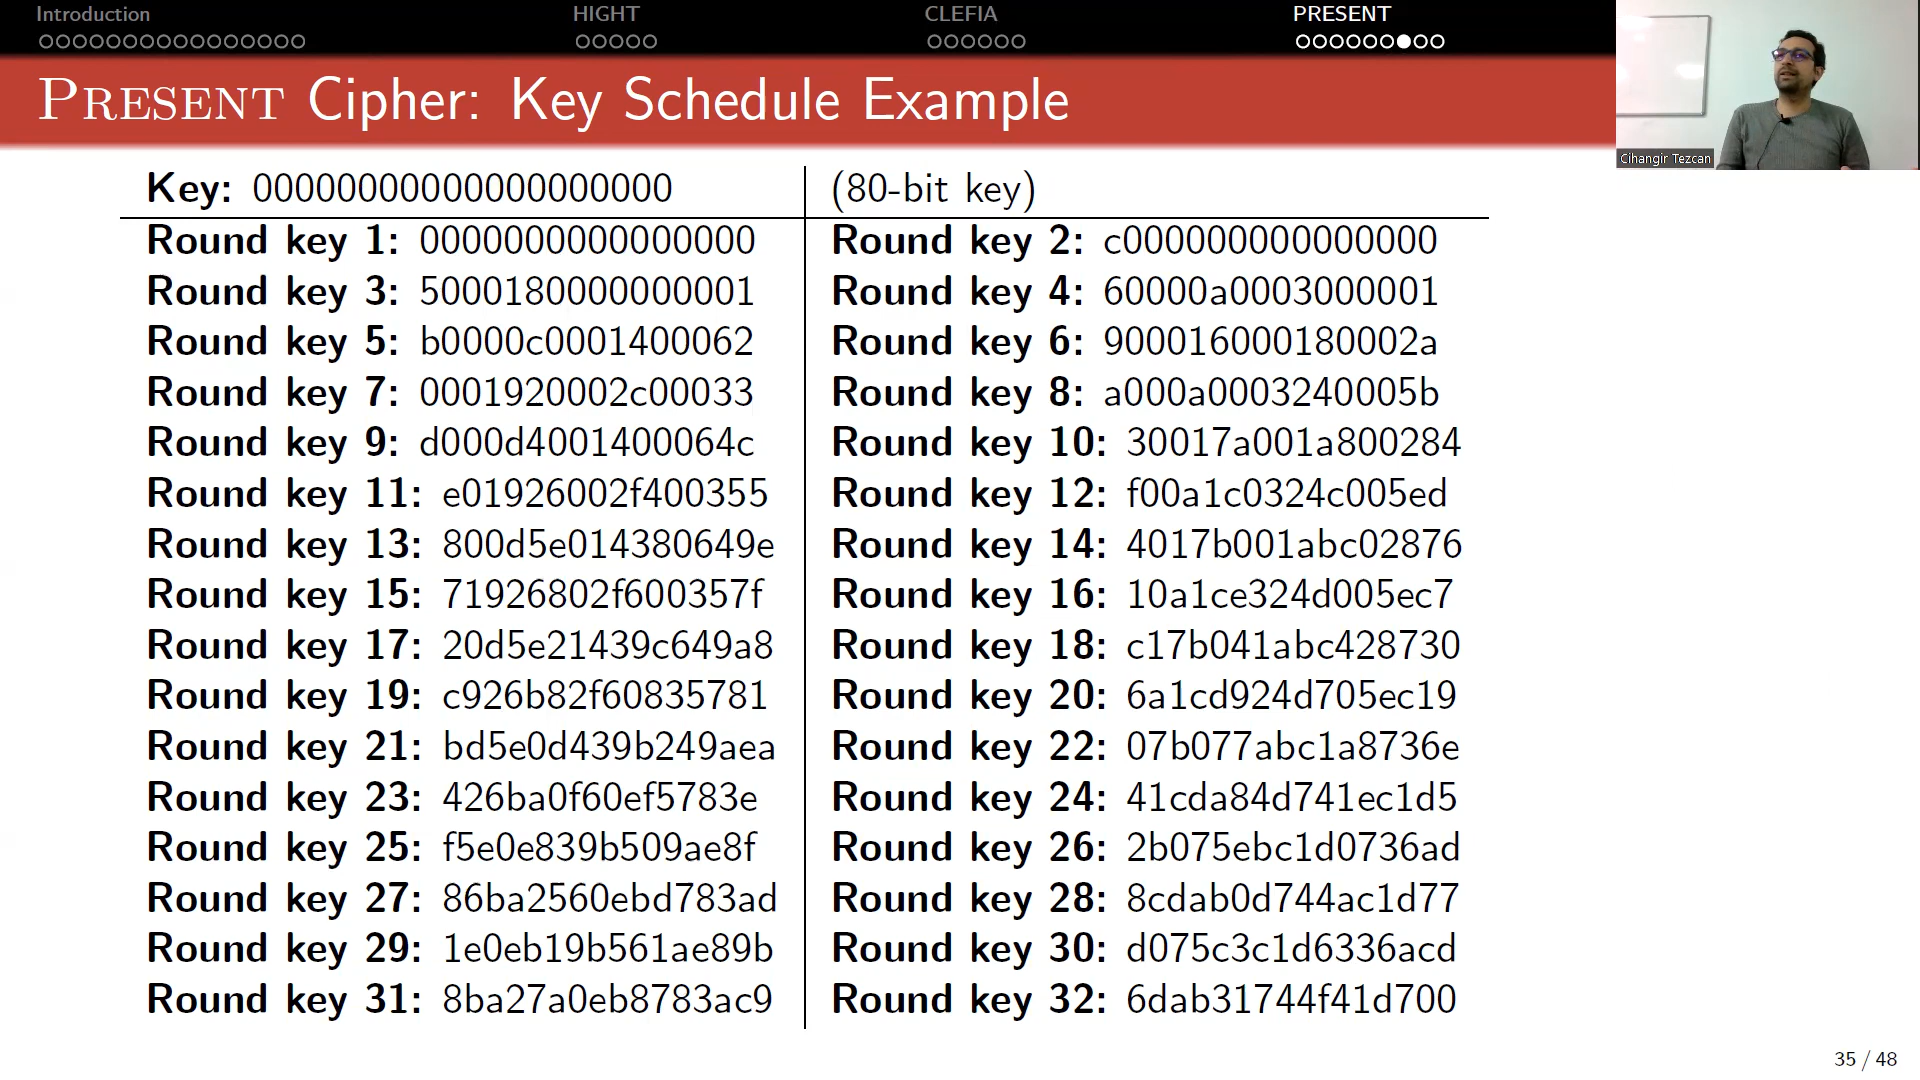 Introduction HIGHT CLEFIA PRESENT
PRESENT Cipher: Key Schedule Example
Cihangir Tezcan
Key: 00000000000000000000 (80-bit key)
Round key 1: 0000000000000000 Round key 2: c000000000000000
Round key 3: 5000180000000001 Round key 4: 60000a0003000001
Round key 5: b0000c0001400062 Round key 6: 900016000180002a
Round key 7: 0001920002c00033 Round key 8: a000a0003240005b
Round key 9: d000d4001400064c Round key 10: 30017a001a800284
Round key 11: e01926002f400355 Round key 12: f00a1c0324c005ed
Round key 13: 800d5e014380649e Round key 14: 4017b001abc02876
Round key 15: 71926802f600357f Round key 16: 10a1ce324d005ec7
Round key 17: 20d5e21439c649a8 Round key 18: c17b041abc428730
Round key 19: c926b82f60835781 Round key 20: 6a1cd924d705ec19
Round key 21: bd5e0d439b249aea Round key 22: 07b077abc1a8736e
Round key 23: 426ba0f60ef5783e Round key 24: 41cda84d741ec1d5
Round key 25: f5e0e839b509ae8f Round key 26: 2b075ebc1d0736ad
Round key 27: 86ba2560ebd783ad Round key 28: 8cdab0d744ac1d77
Round key 29: 1e0eb19b561ae89b Round key 30: d075c3c1d6336acd
Round key 31: 8ba27a0eb8783ac9 Round key 32: 6dab31744f41d700
35 / 48